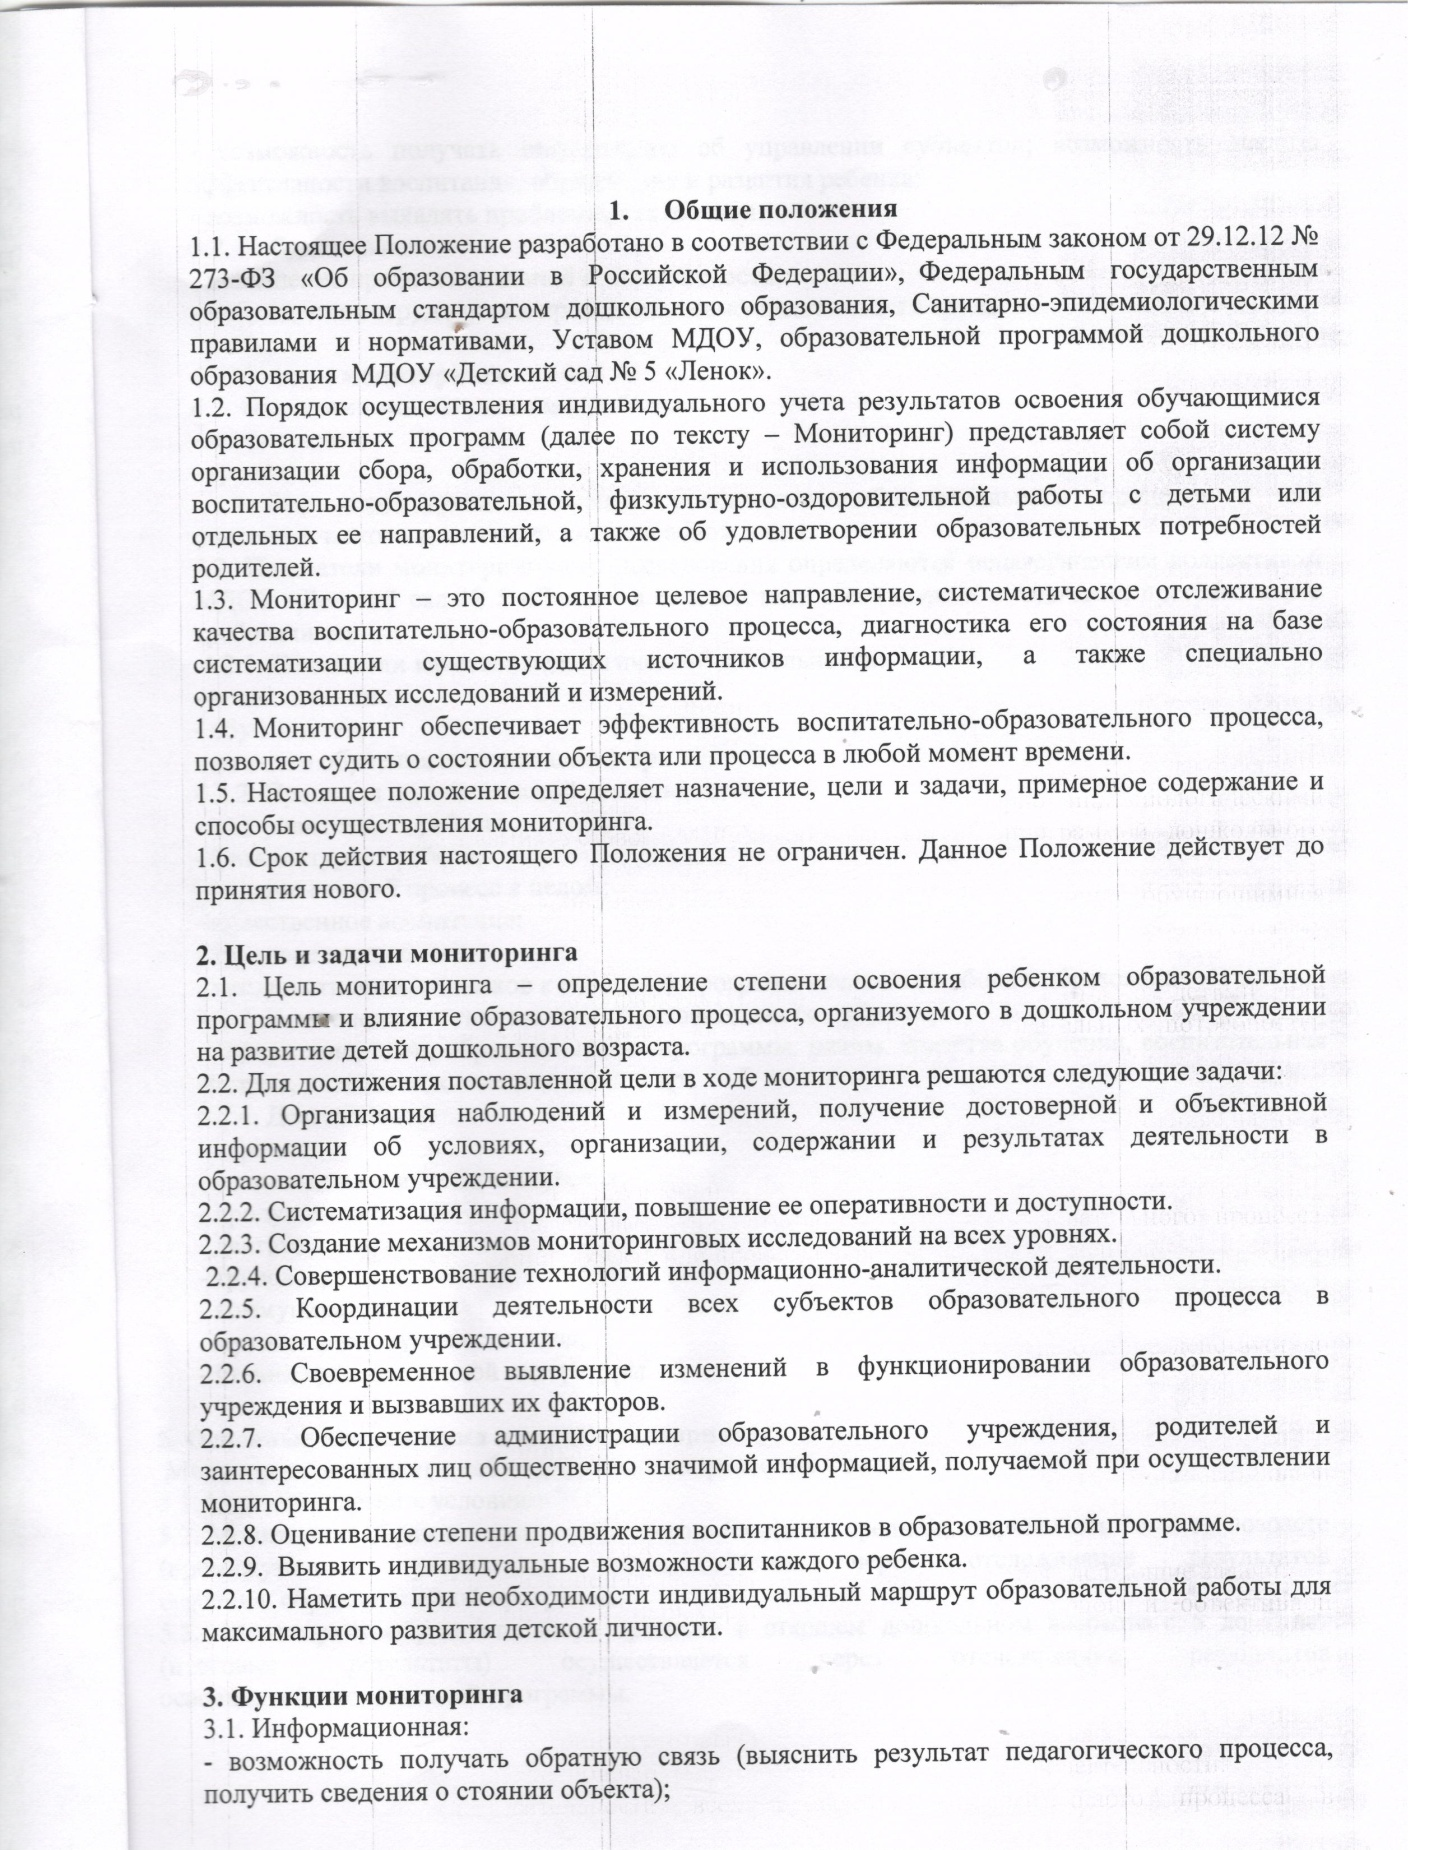 1. Общие положения
1.1. Настоящее Положение разработано в соответствии с Федеральным законом от 29.12.12 №
273-ФЗ «Об образовании в Российской Федерации», Федеральным государственным
образовательным стандартом дошкольного образования, Санитарно-эпидемиологическими
правилами и нормативами, Уставом МДОУ, образовательной программой дошкольного
образования МДОУ «Детский сад № 5 «Ленок».
1.2. Порядок осуществления индивидуального учета результатов освоения обучающимися
образовательных программ (далее по тексту – Мониторинг) представляет собой систему
организации сбора, обработки, хранения и использования информации об организации
воспитательно-образовательной, физкультурно-оздоровительной работы с детьми или
отдельных ее направлений, а также об удовлетворении образовательных потребностей
родителей.
1.3. Мониторинг – это постоянное целевое направление, систематическое отслеживание
качества воспитательно-образовательного процесса, диагностика его состояния на базе
систематизации существующих источников информации, а также специально
организованных исследований и измерений.
1.4. Мониторинг обеспечивает эффективность воспитательно-образовательного процесса,
позволяет судить о состоянии объекта или процесса в любой момент времени.
1.5. Настоящее положение определяет назначение, цели и задачи, примерное содержание и
способы осуществления мониторинга.
1.6. Срок действия настоящего Положения не ограничен. Данное Положение действует до
принятия нового.
2. Цель и задачи мониторинга
2.1. Цель мониторинга – определение степени освоения ребенком образовательной
программы и влияние образовательного процесса, организуемого в дошкольном учреждении
на развитие детей дошкольного возраста.
2.2. Для достижения поставленной цели в ходе мониторинга решаются следующие задачи:
2.2.1. Организация наблюдений и измерений, получение достоверной и объективной
информации об условиях, организации, содержании и результатах деятельности в
образовательном учреждении.
2.2.2. Систематизация информации, повышение ее оперативности и доступности.
2.2.3. Создание механизмов мониторинговых исследований на всех уровнях.
2.2.4. Совершенствование технологий информационно-аналитической деятельности.
2.2.5. Координации деятельности всех субъектов образовательного процесса в
образовательном учреждении.
2.2.6. Своевременное выявление изменений в функционировании образовательного
учреждения и вызвавших их факторов.
2.2.7. Обеспечение администрации образовательного учреждения, родителей и
заинтересованных лиц общественно значимой информацией, получаемой при осуществлении
мониторинга.
2.2.8. Оценивание степени продвижения воспитанников в образовательной программе.
2.2.9. Выявить индивидуальные возможности каждого ребенка.
2.2.10. Наметить при необходимости индивидуальный маршрут образовательной работы для
максимального развития детской личности.
3. Функции мониторинга
3.1. Информационная:
- возможность получать обратную связь (выяснить результат педагогического процесса,
получить сведения о стоянии объекта);